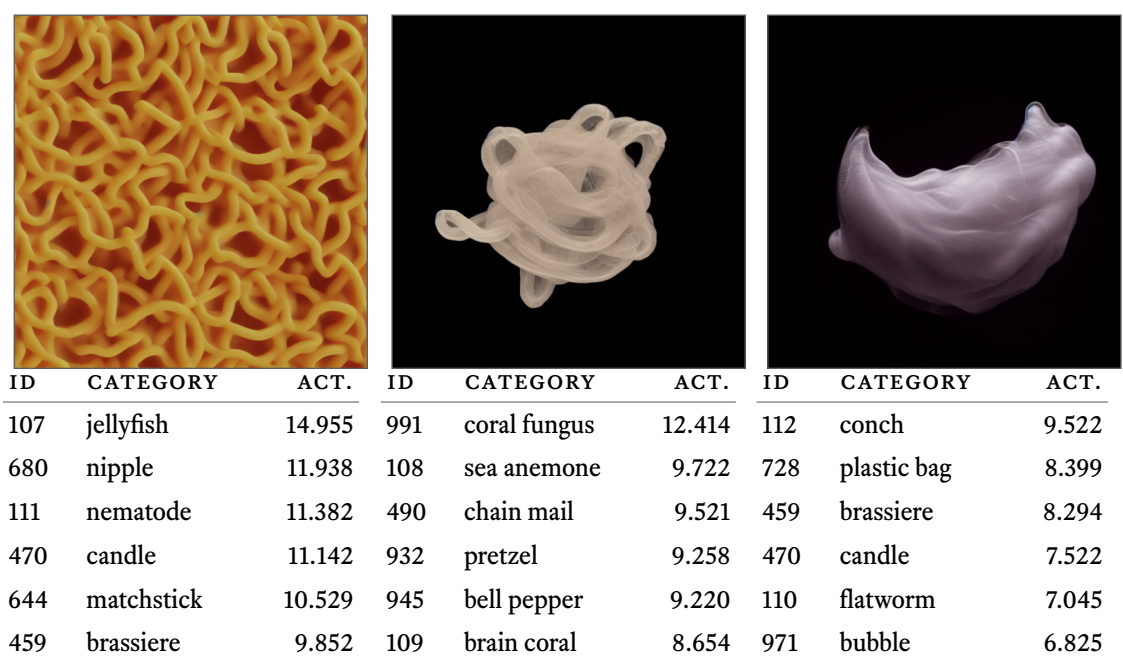 ID CATEGORY ACT. ID CATEGORY ACT. ID CATEGORY ACT.
107 jellyfish 14.955 991 coral fungus 12.414 112 conch 9.522
680 nipple 11.938 108 sea anemone 9.722 728 plastic bag 8.399
111 nematode 11.382 490 chain mail 9.521 459 brassiere 8.294
470 candle 11.142 932 pretzel 9.258 470 candle 7.522
644 matchstick 10.529 945 bell pepper 9.220 110 flatworm 7.045
459 brassiere 9.852 109 brain coral 8.654 971 bubble 6.825